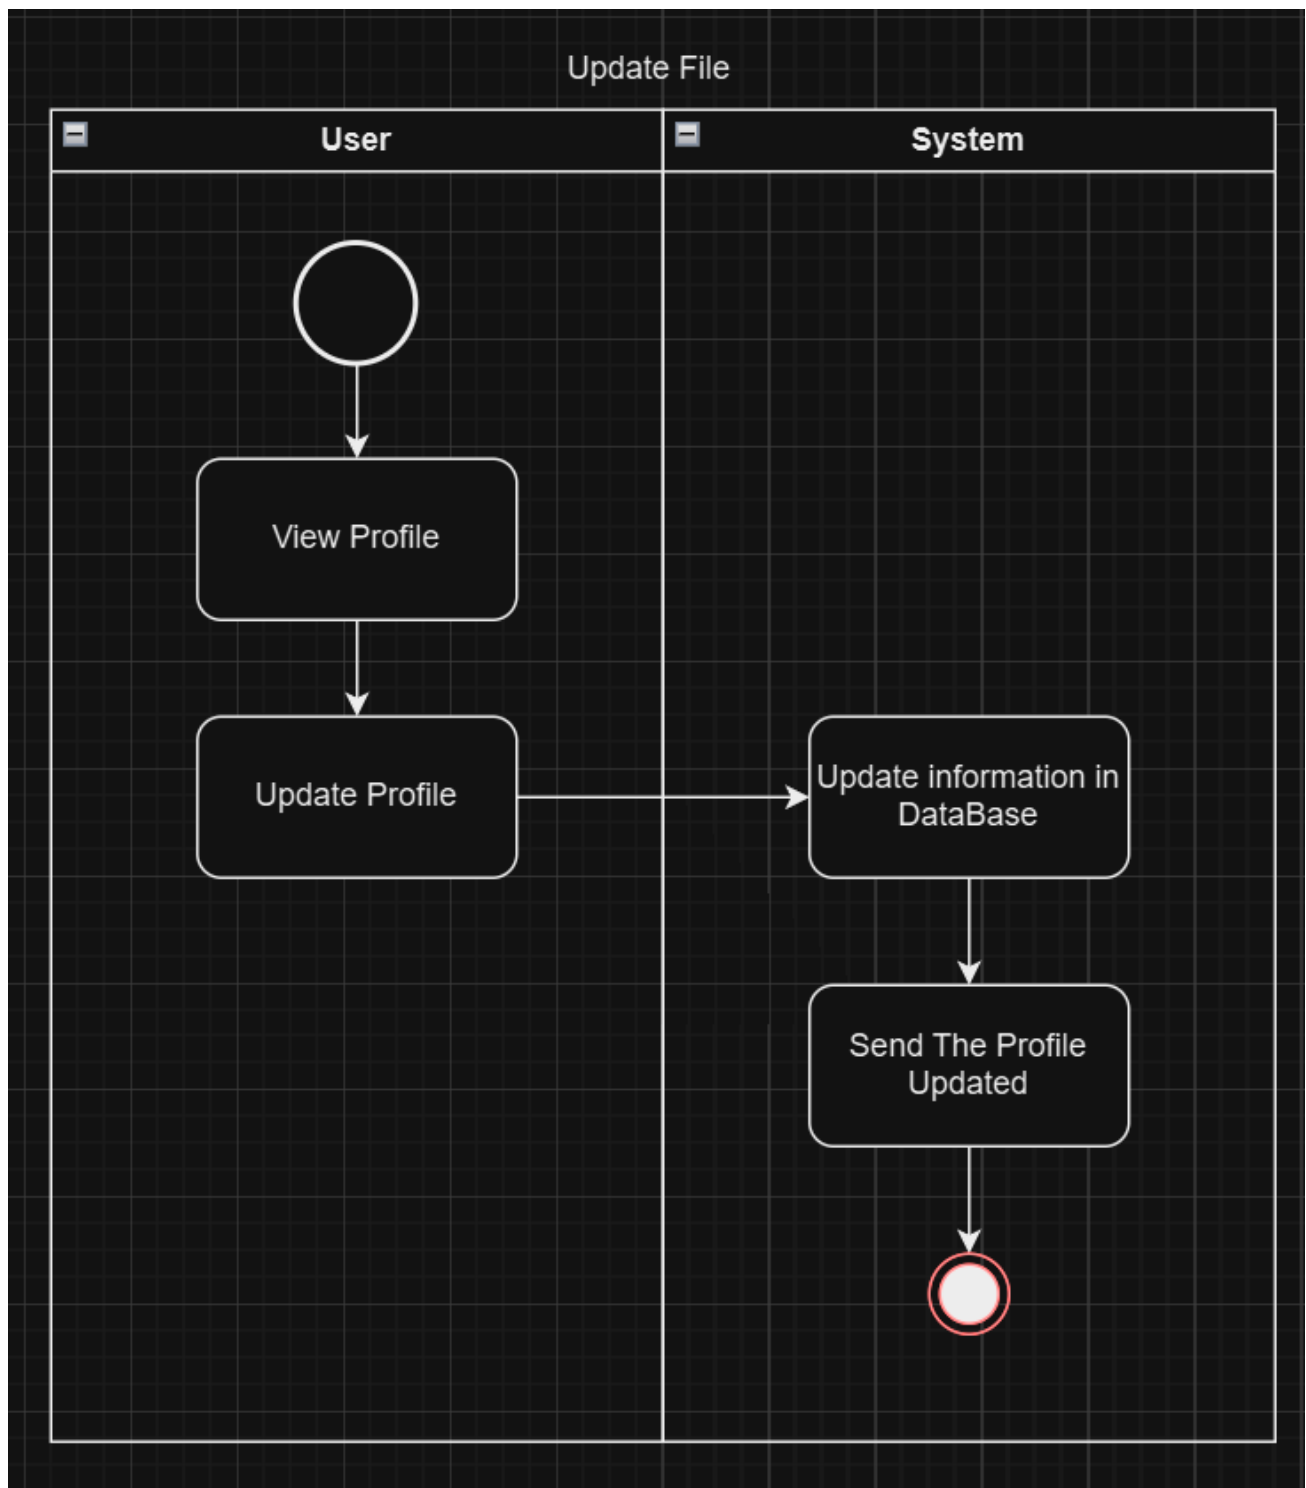 Update File
User
System
View Profile
Update Profile
Update information in
DataBase
Send The Profile
Updated